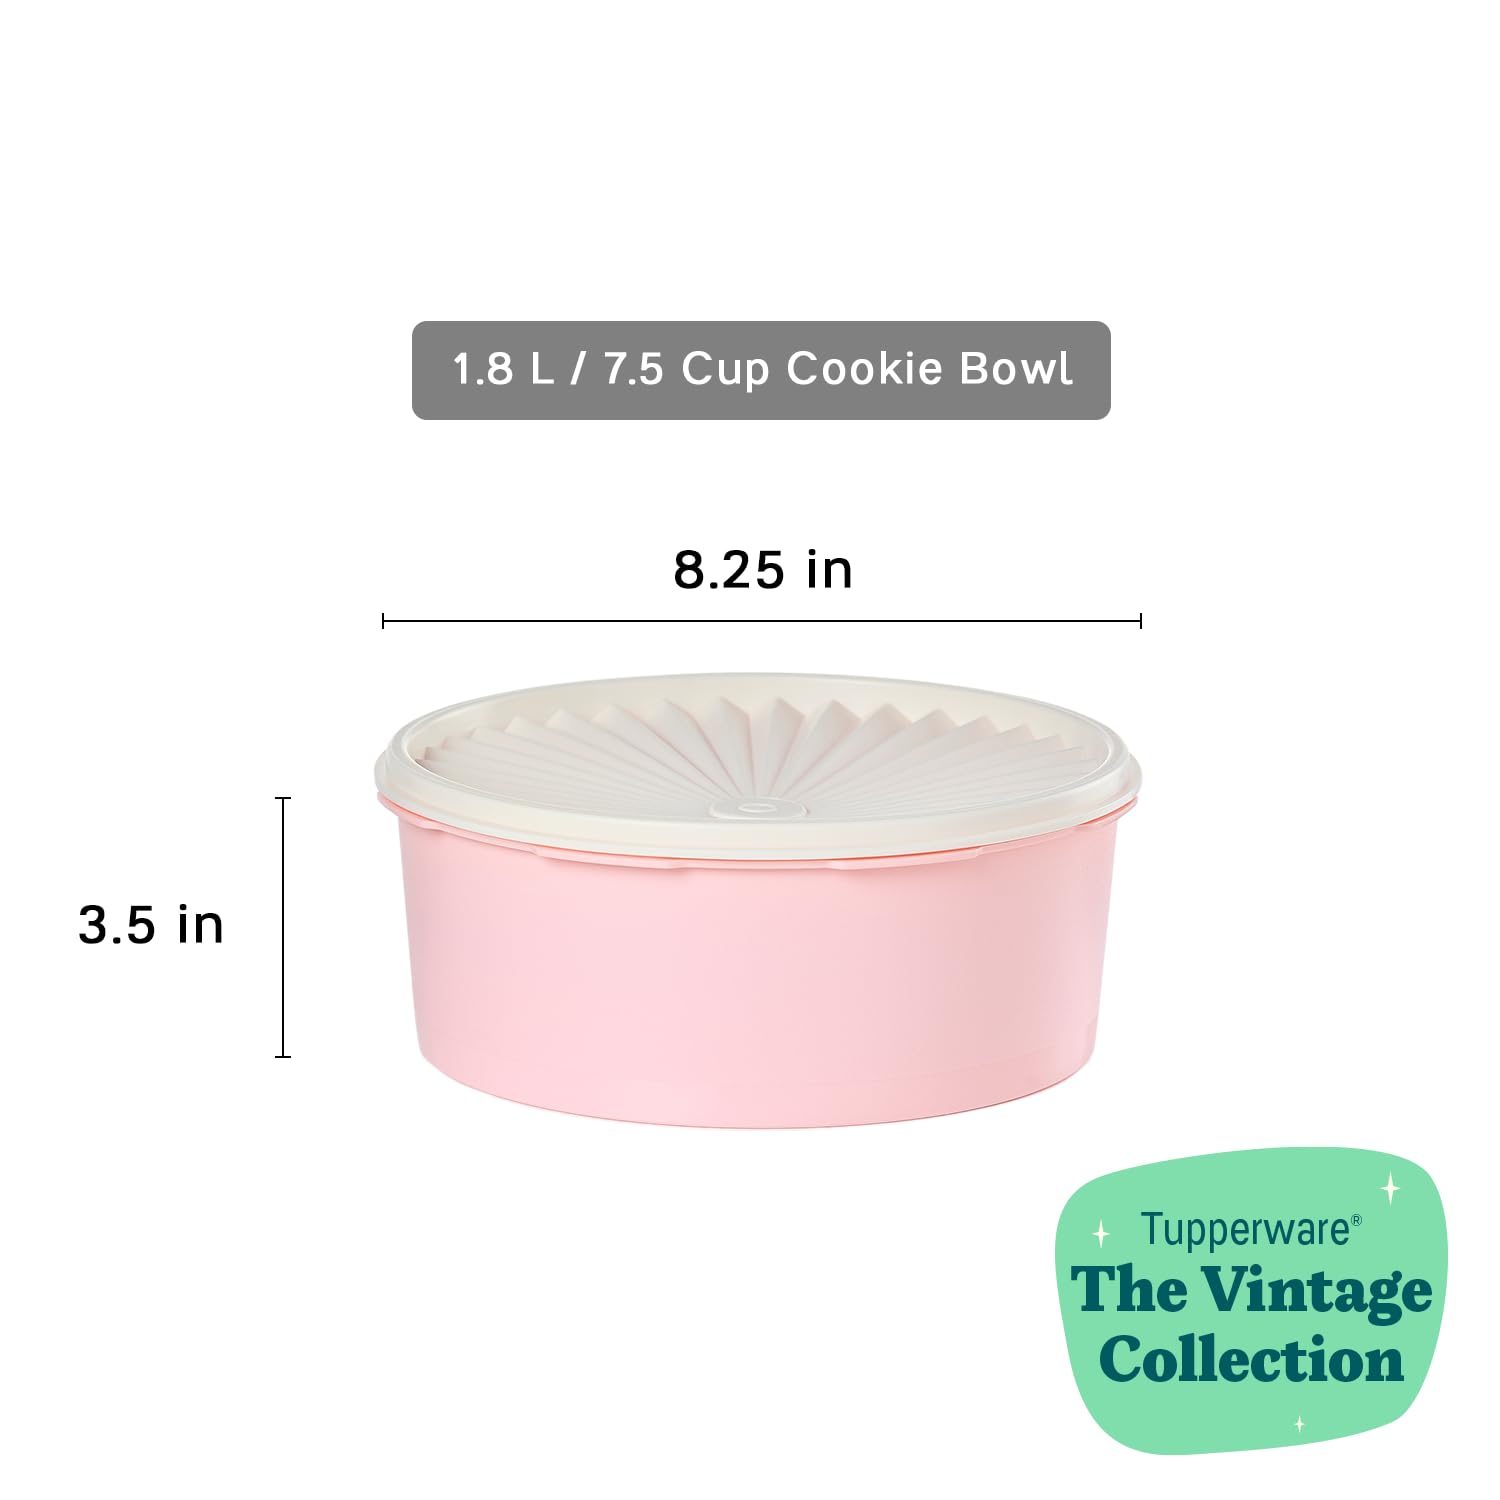 1.8 L / 7.5 Cup Cookie Bowl
8.25 in
3.5 in
Tupperware®
The Vintage
Collection